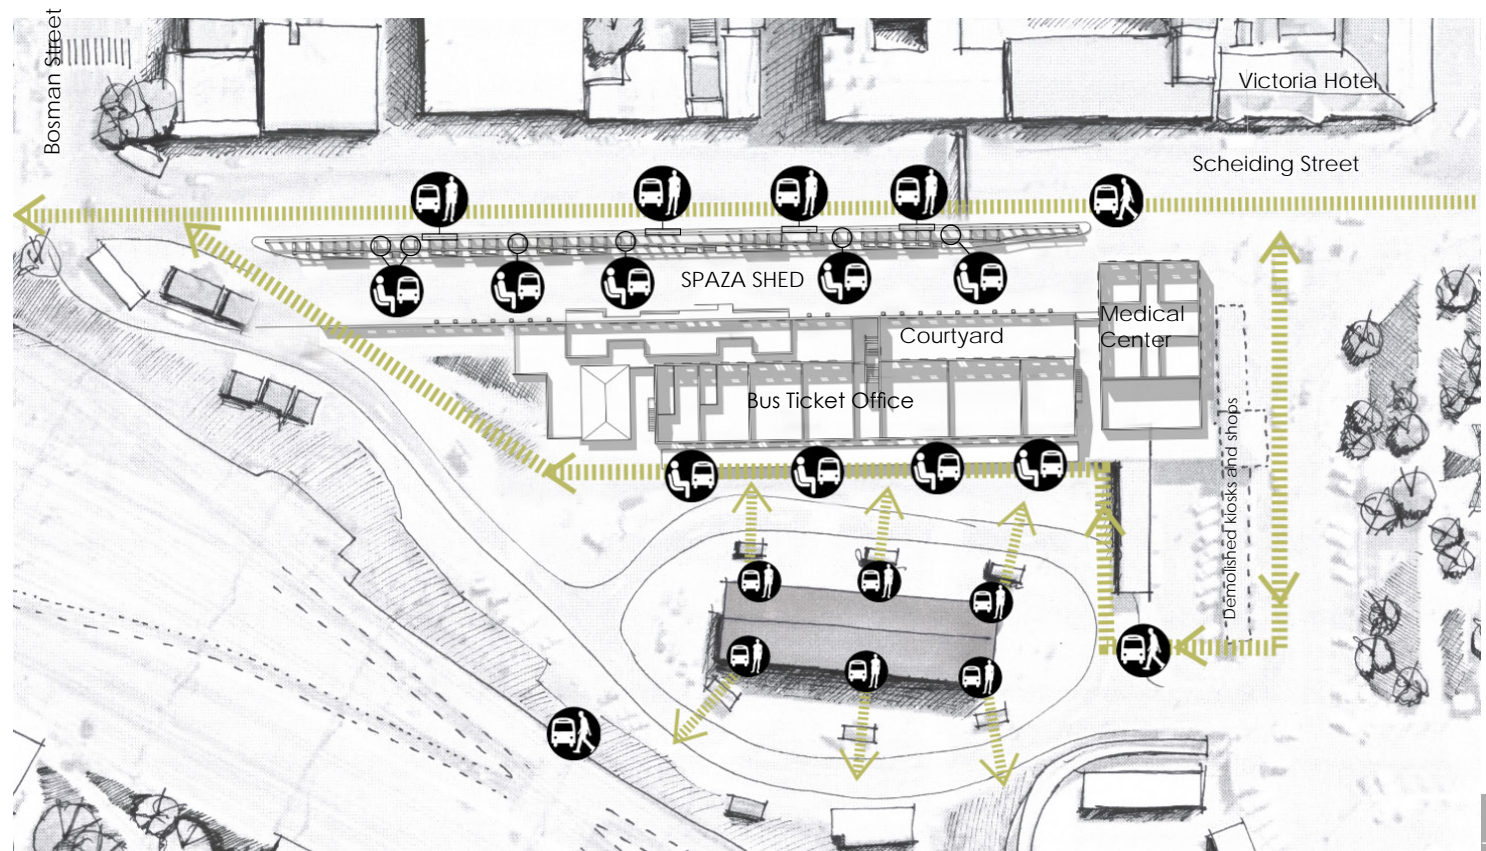 Bosman Street
Victoria Hotel
Scheiding Street
SPAZA SHED
Medical
Center
Courtyard
Bus Ticket Office
Demolished kiosks and shops